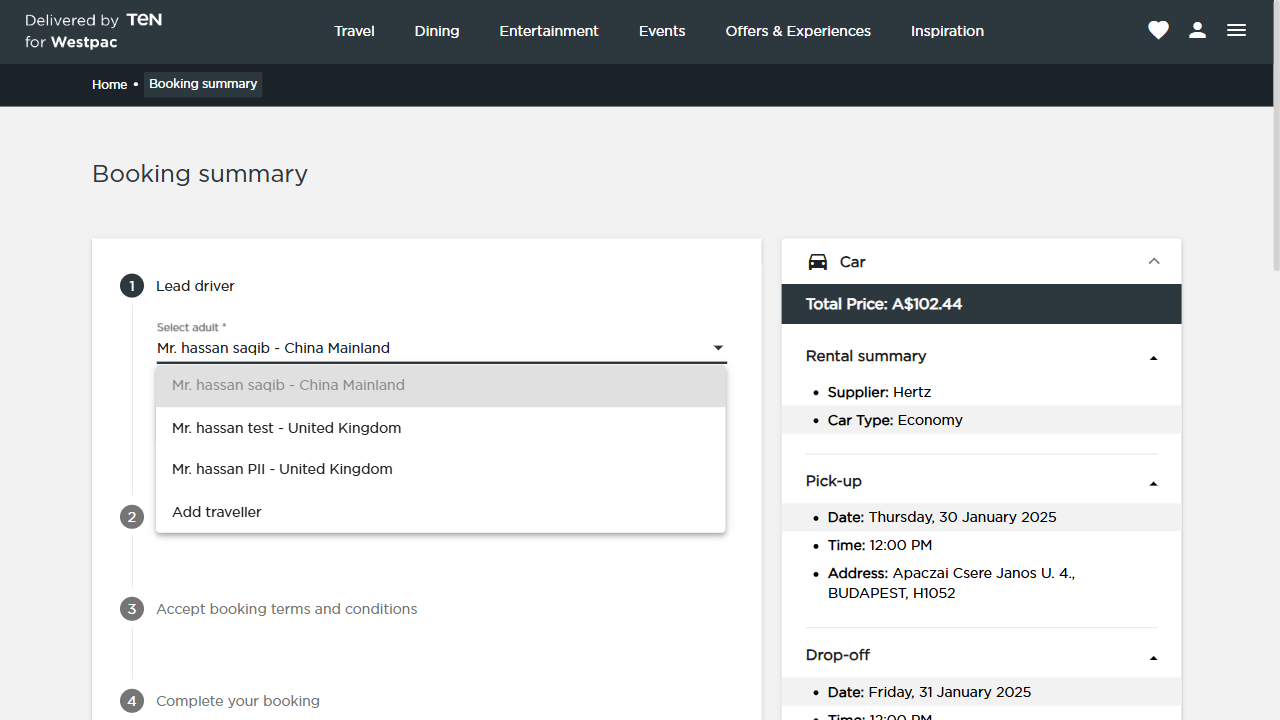 Delivered by TEN
for Westpac
Travel
Dining
Entertainment
Events
Offers & Experiences
Inspiration
Home • Booking summary
Booking summary
1 Lead driver
Select adult *
Mr. hassan saqib - China Mainland
Mr. hassan saqib - China Mainland
Mr. hassan test - United Kingdom
Mr. hassan PII - United Kingdom
Add traveller
2
3 Accept booking terms and conditions
4 Complete your booking
Car
Total Price: A$102.44
Rental summary
• Supplier: Hertz
• Car Type: Economy
Pick-up
• Date: Thursday, 30 January 2025
• Time: 12:00 PM
• Address: Apaczai Csere Janos U. 4.,
BUDAPEST, H1052
Drop-off
• Date: Friday, 31 January 2025
• Time: 12:00 PM